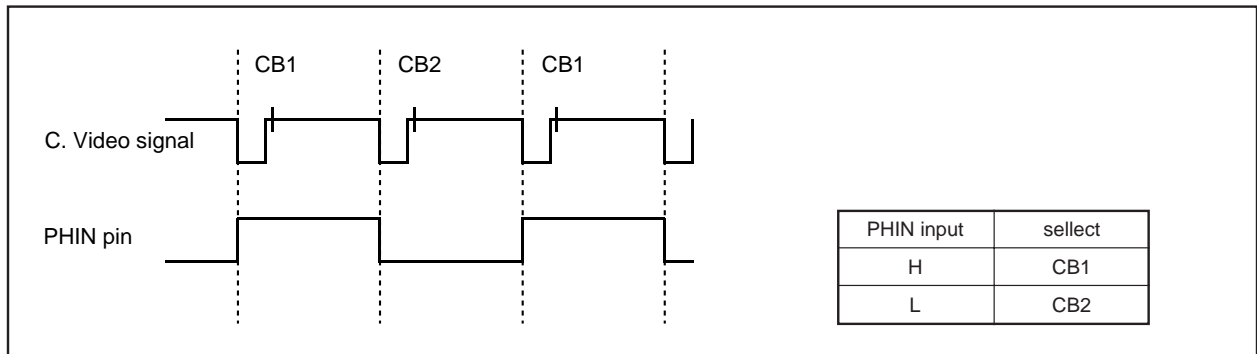 CB1 CB2 CB1
C. Video signal
PHIN pin
PHIN input sellect
H CB1
L CB2